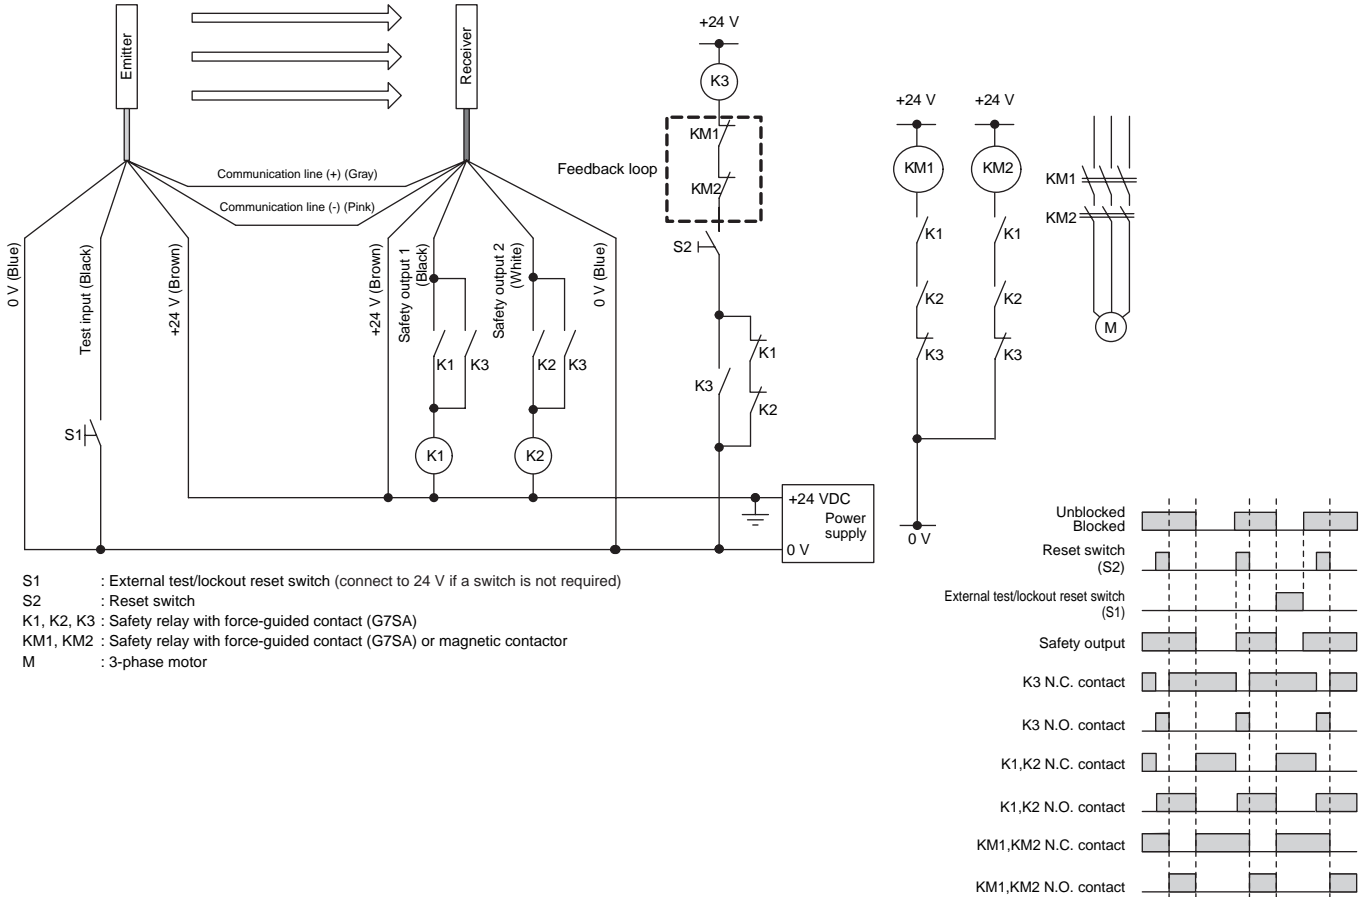 Emitter
Receiver
Communication line (+) (Gray)
Communication line (-) (Pink)
0 V (Blue)
Test input (Black)
+24 V (Brown)
+24 V (Brown)
Safety output 1
(Black)
Safety output 2
(White)
0 V (Blue)
S1
K1
K3
K2
K3
K1
K2
+24 V
K3
KM1
Feedback loop
KM2
S2
K1
K3
K2
+24 VDC
Power
supply
0 V
+24 V
+24 V
KM1
KM2
K1
K1
K2
K2
K3
K3
0 V
KM1
KM2
M
S1 : External test/lockout reset switch (connect to 24 V if a switch is not required)
S2 : Reset switch
K1, K2, K3 : Safety relay with force-guided contact (G7SA)
KM1, KM2 : Safety relay with force-guided contact (G7SA) or magnetic contactor
M : 3-phase motor
Unblocked
Blocked
Reset switch
(S2)
External test/lockout reset switch
(S1)
Safety output
K3 N.C. contact
K3 N.O. contact
K1,K2 N.C. contact
K1,K2 N.O. contact
KM1,KM2 N.C. contact
KM1,KM2 N.O. contact